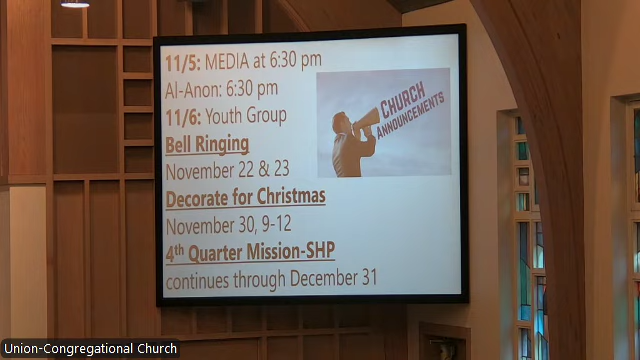 11/5: MEDIA at 6:30 pm
Al-Anon: 6:30 pm
11/6: Youth Group
Bell Ringing
November 22 & 23
Decorate for Christmas
November 30, 9-12
4th Quarter Mission-SHP
continues through December 31
CHURCH
ANNOUNCEMENTS
Union-Congregational Church